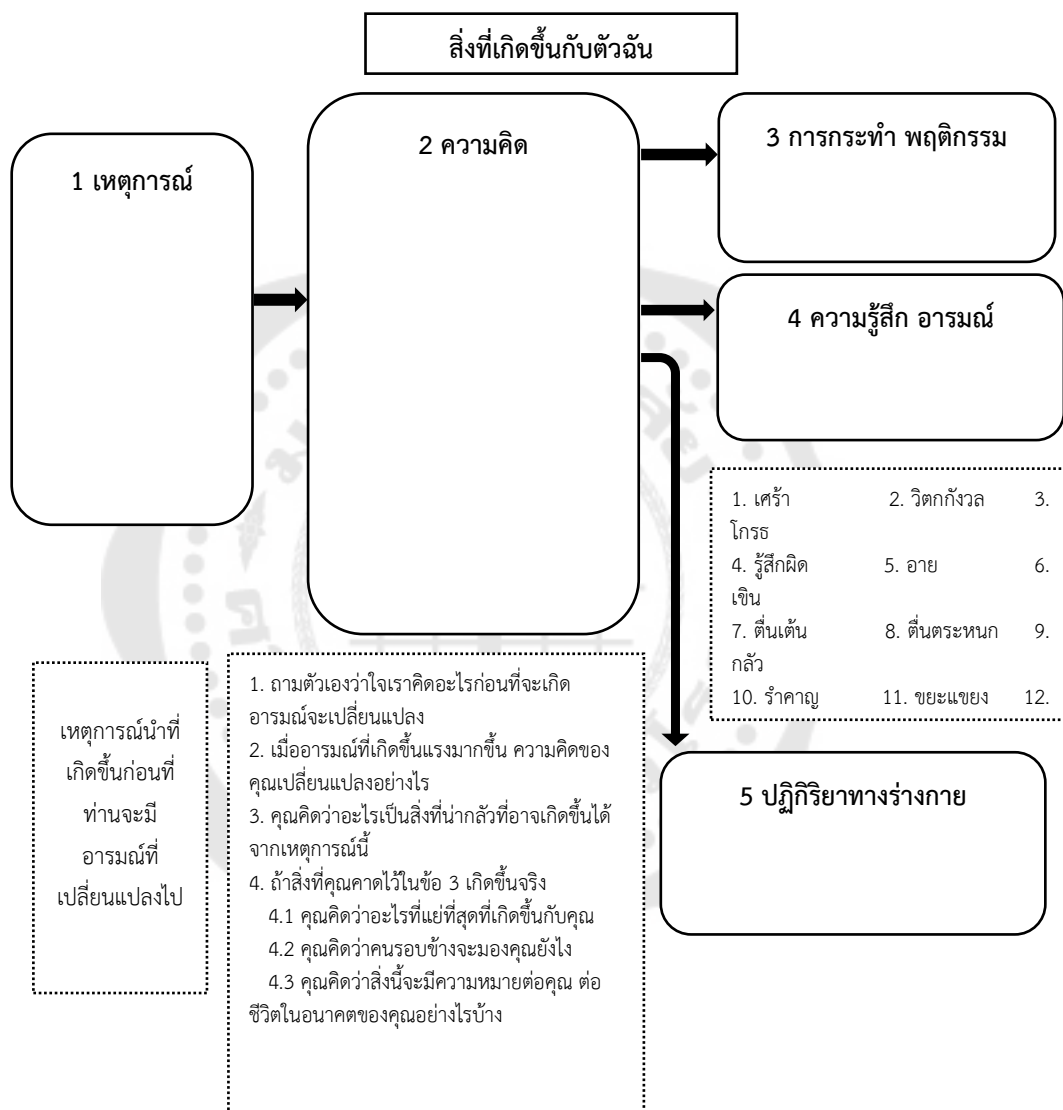 สิ่งที่เกิดขึ้นกับตัวฉัน
1 เหตุการณ์
2 ความคิด
3 การกระทำ พฤติกรรม
4 ความรู้สึก อารมณ์
1. เศร้า 2. วิตกกังวล 3.
โกรธ
4. รู้สึกผิด 5. อาย 6.
เขิน
7. ตื่นเต้น 8. ตื่นตระหนก 9.
กลัว
10. รำคาญ 11. ขยะแขยง 12.
เหตุการณ์นำที่
เกิดขึ้นก่อนที่
ท่านจะมี
อารมณ์ที่
เปลี่ยนแปลงไป
1. ถามตัวเองว่าใจเราคิดอะไรก่อนที่จะเกิด
อารมณ์จะเปลี่ยนแปลง
2. เมื่ออารมณ์ที่เกิดขึ้นแรงมากขึ้น ความคิดของ
คุณเปลี่ยนแปลงอย่างไร
3. คุณคิดว่าอะไรเป็นสิ่งที่น่ากลัวที่อาจเกิดขึ้นได้
จากเหตุการณ์นี้
4. ถ้าสิ่งที่คุณคาดไว้ในข้อ 3 เกิดขึ้นจริง
4.1 คุณคิดว่าอะไรที่แย่ที่สุดที่เกิดขึ้นกับคุณ
4.2 คุณคิดว่าคนรอบข้างจะมองคุณยังไง
4.3 คุณคิดว่าสิ่งนี้จะมีความหมายต่อคุณ ต่อ
ชีวิตในอนาคตของคุณอย่างไรบ้าง
5 ปฏิกิริยาทางร่างกาย